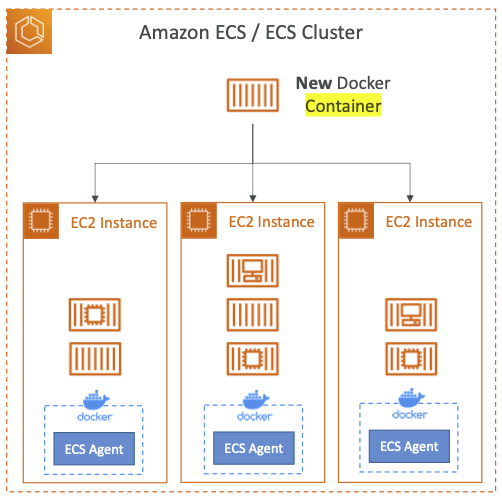 Amazon ECS / ECS Cluster
New Docker
Container
EC2 Instance
EC2 Instance
EC2 Instance
docker
docker
docker
ECS Agent
ECS Agent
ECS Agent